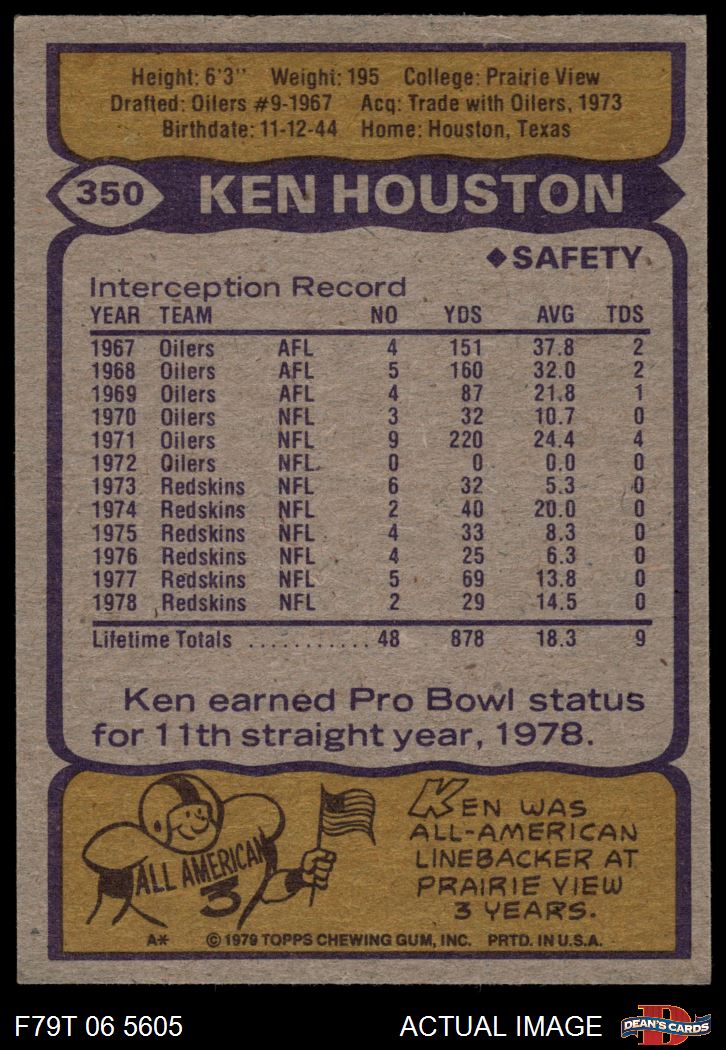 Height: 6'3" Weight: 195 College: Prairie View
Drafted: Oilers #9-1967 Acq: Trade with Oilers, 1973
Birthdate: 11-12-44 Home: Houston, Texas
350 KEN HOUSTON
◆SAFETY
Interception Record
YEAR TEAM NO YDS AVG TDS
1967 Oilers AFL 4 151 37.8 2
1968 Oilers AFL 5 160 32.0 2
1969 Oilers AFL 4 87 21.8 1
1970 Oilers NFL 3 32 10.7 0
1971 Oilers NFL 9 220 24.4 4
1972 Oilers NFL 0 0 0.0 0
1973 Redskins NFL 6 32 5.3 0
1974 Redskins NFL 2 40 20.0 0
1975 Redskins NFL 4 33 8.3 0
1976 Redskins NFL 4 25 6.3 0
1977 Redskins NFL 5 69 13.8 0
1978 Redskins NFL 2 29 14.5 0
Lifetime Totals ........... 48 878 18.3 9
Ken earned Pro Bowl status
for 11th straight year, 1978.
ALL AMERICAN
3
KEN WAS
ALL-AMERICAN
LINEBACKER AT
PRAIRIE VIEW
3 YEARS.
A* © 1979 TOPPS CHEWING GUM, INC. PRTD. IN U.S.A.
F79T 06 5605 ACTUAL IMAGE
D
DEAN'S CARDS